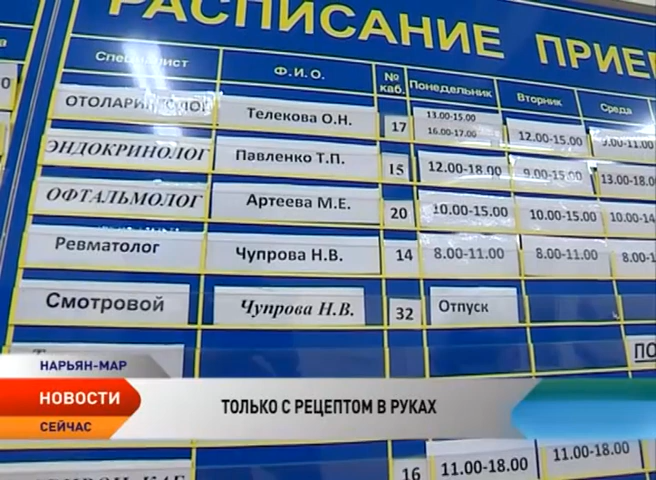 РАСПИСАНИЕ
Специалист Ф.И.О. № каб. Понедельник Вторник Среда
Телекова О.Н. 17 13.00-15.00 16.00-17.00 12.00-15.00 9.00-11.00
ЭНДОКРИНОЛОГ Павленко Т.П. 15 12.00-18.00 9.00-15.00
ОФТАЛЬМОЛОГ Артеева М.Е. 20 10.00-15.00 10.00-15.00
Ревматолог Чупрова Н.В. 14 8.00-11.00 8.00-11.00
Смотровой Чупрова Н.В. 32 Отпуск
НАРЬЯН-МАР
НОВОСТИ
СЕЙЧАС
ТОЛЬКО С РЕЦЕПТОМ В РУКАХ
16 11.00-18.00 11.00-18.00